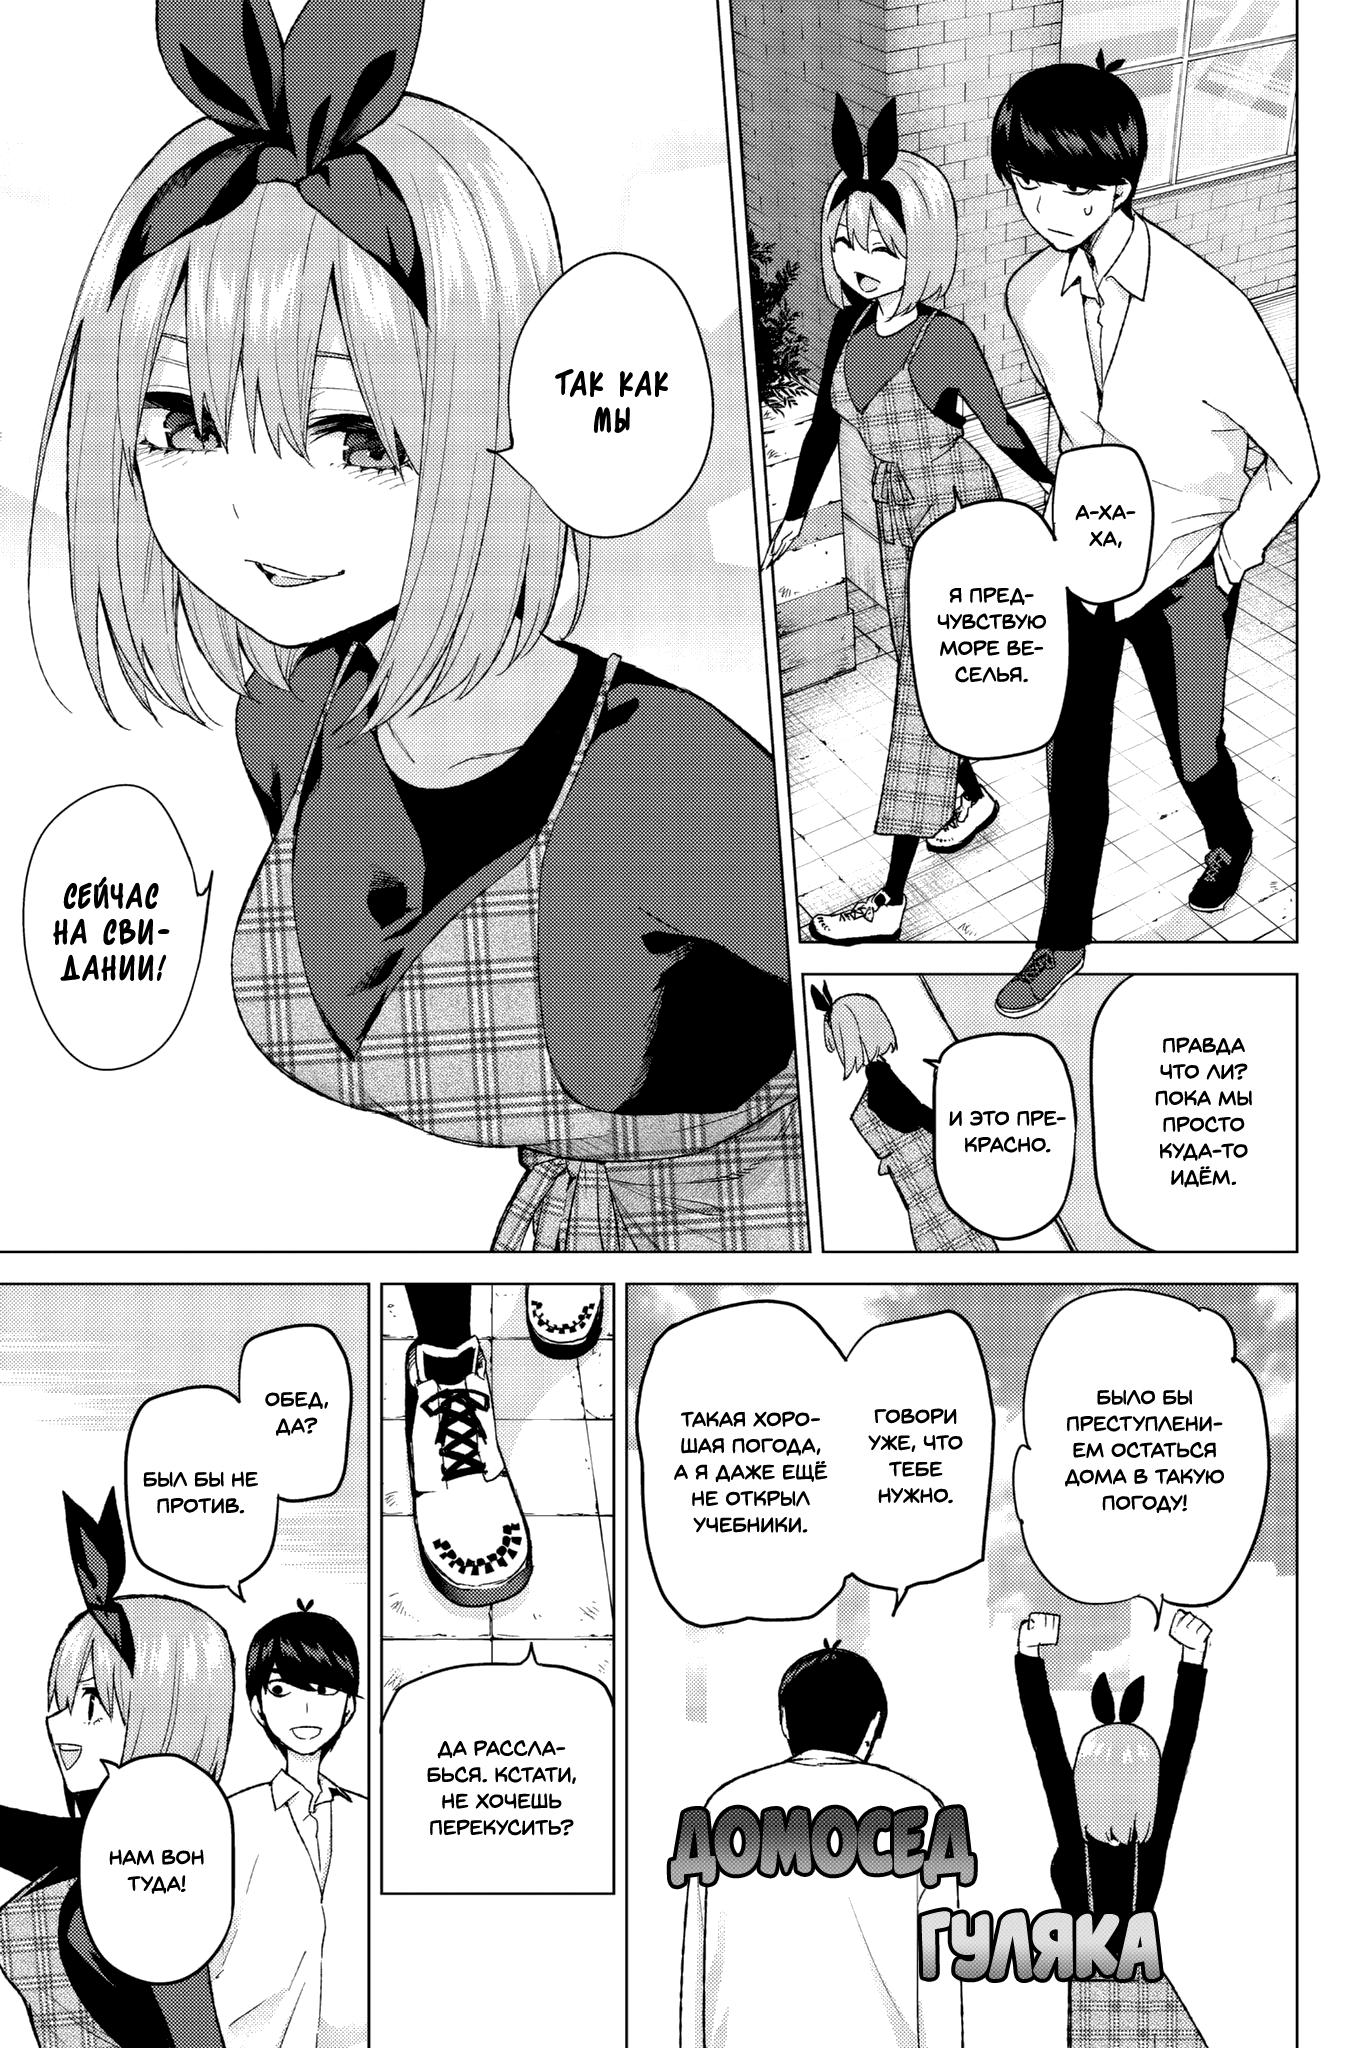 А-ХА-
ХА,
Я ПРЕД-
ЧУВСТВУЮ
МОРЕ ВЕ-
СЕЛЬЯ.
ПРАВДА
ЧТО ЛИ?
ПОКА МЫ
ПРОСТО
КУДА-ТО
ИДЁМ.
И ЭТО ПРЕ-
КРАСНО.
ТАК КАК
МЫ
СЕЙЧАС
НА СВИ-
ДАНИИ!
БЫЛО БЫ
ПРЕСТУПЛЕНИ-
ЕМ ОСТАТЬСЯ
ДОМА В ТАКУЮ
ПОГОДУ!
ГОВОРИ
УЖЕ, ЧТО
ТЕБЕ
НУЖНО.
ТАКАЯ ХОРО-
ШАЯ ПОГОДА,
А Я ДАЖЕ ЕЩЁ
НЕ ОТКРЫЛ
УЧЕБНИКИ.
ДОМОСЕД
ГУЛЯКА
ДА РАССЛА-
БЬСЯ. КСТАТИ,
НЕ ХОЧЕШЬ
ПЕРЕКУСИТЬ?
ОБЕД,
ДА?
БЫЛ БЫ НЕ
ПРОТИВ.
НАМ ВОН
ТУДА!